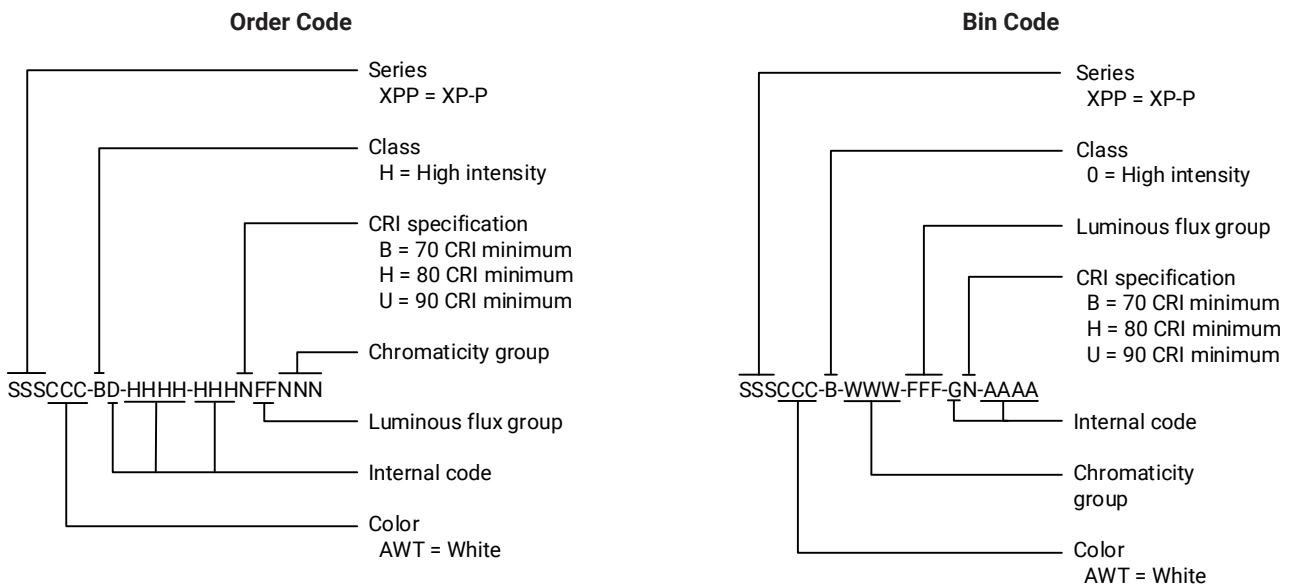 Order Code
Series
XPP = XP-P
Class
H = High intensity
CRI specification
B = 70 CRI minimum
H = 80 CRI minimum
U = 90 CRI minimum
Chromaticity group
SSSCCC-BD-HHHH-HHHNFFNNN
Luminous flux group
Internal code
Color
AWT = White
Bin Code
Series
XPP = XP-P
Class
0 = High intensity
Luminous flux group
CRI specification
B = 70 CRI minimum
H = 80 CRI minimum
U = 90 CRI minimum
SSSCCC-B-WWW-FFF-GN-AAAA
Internal code
Chromaticity
group
Color
AWT = White